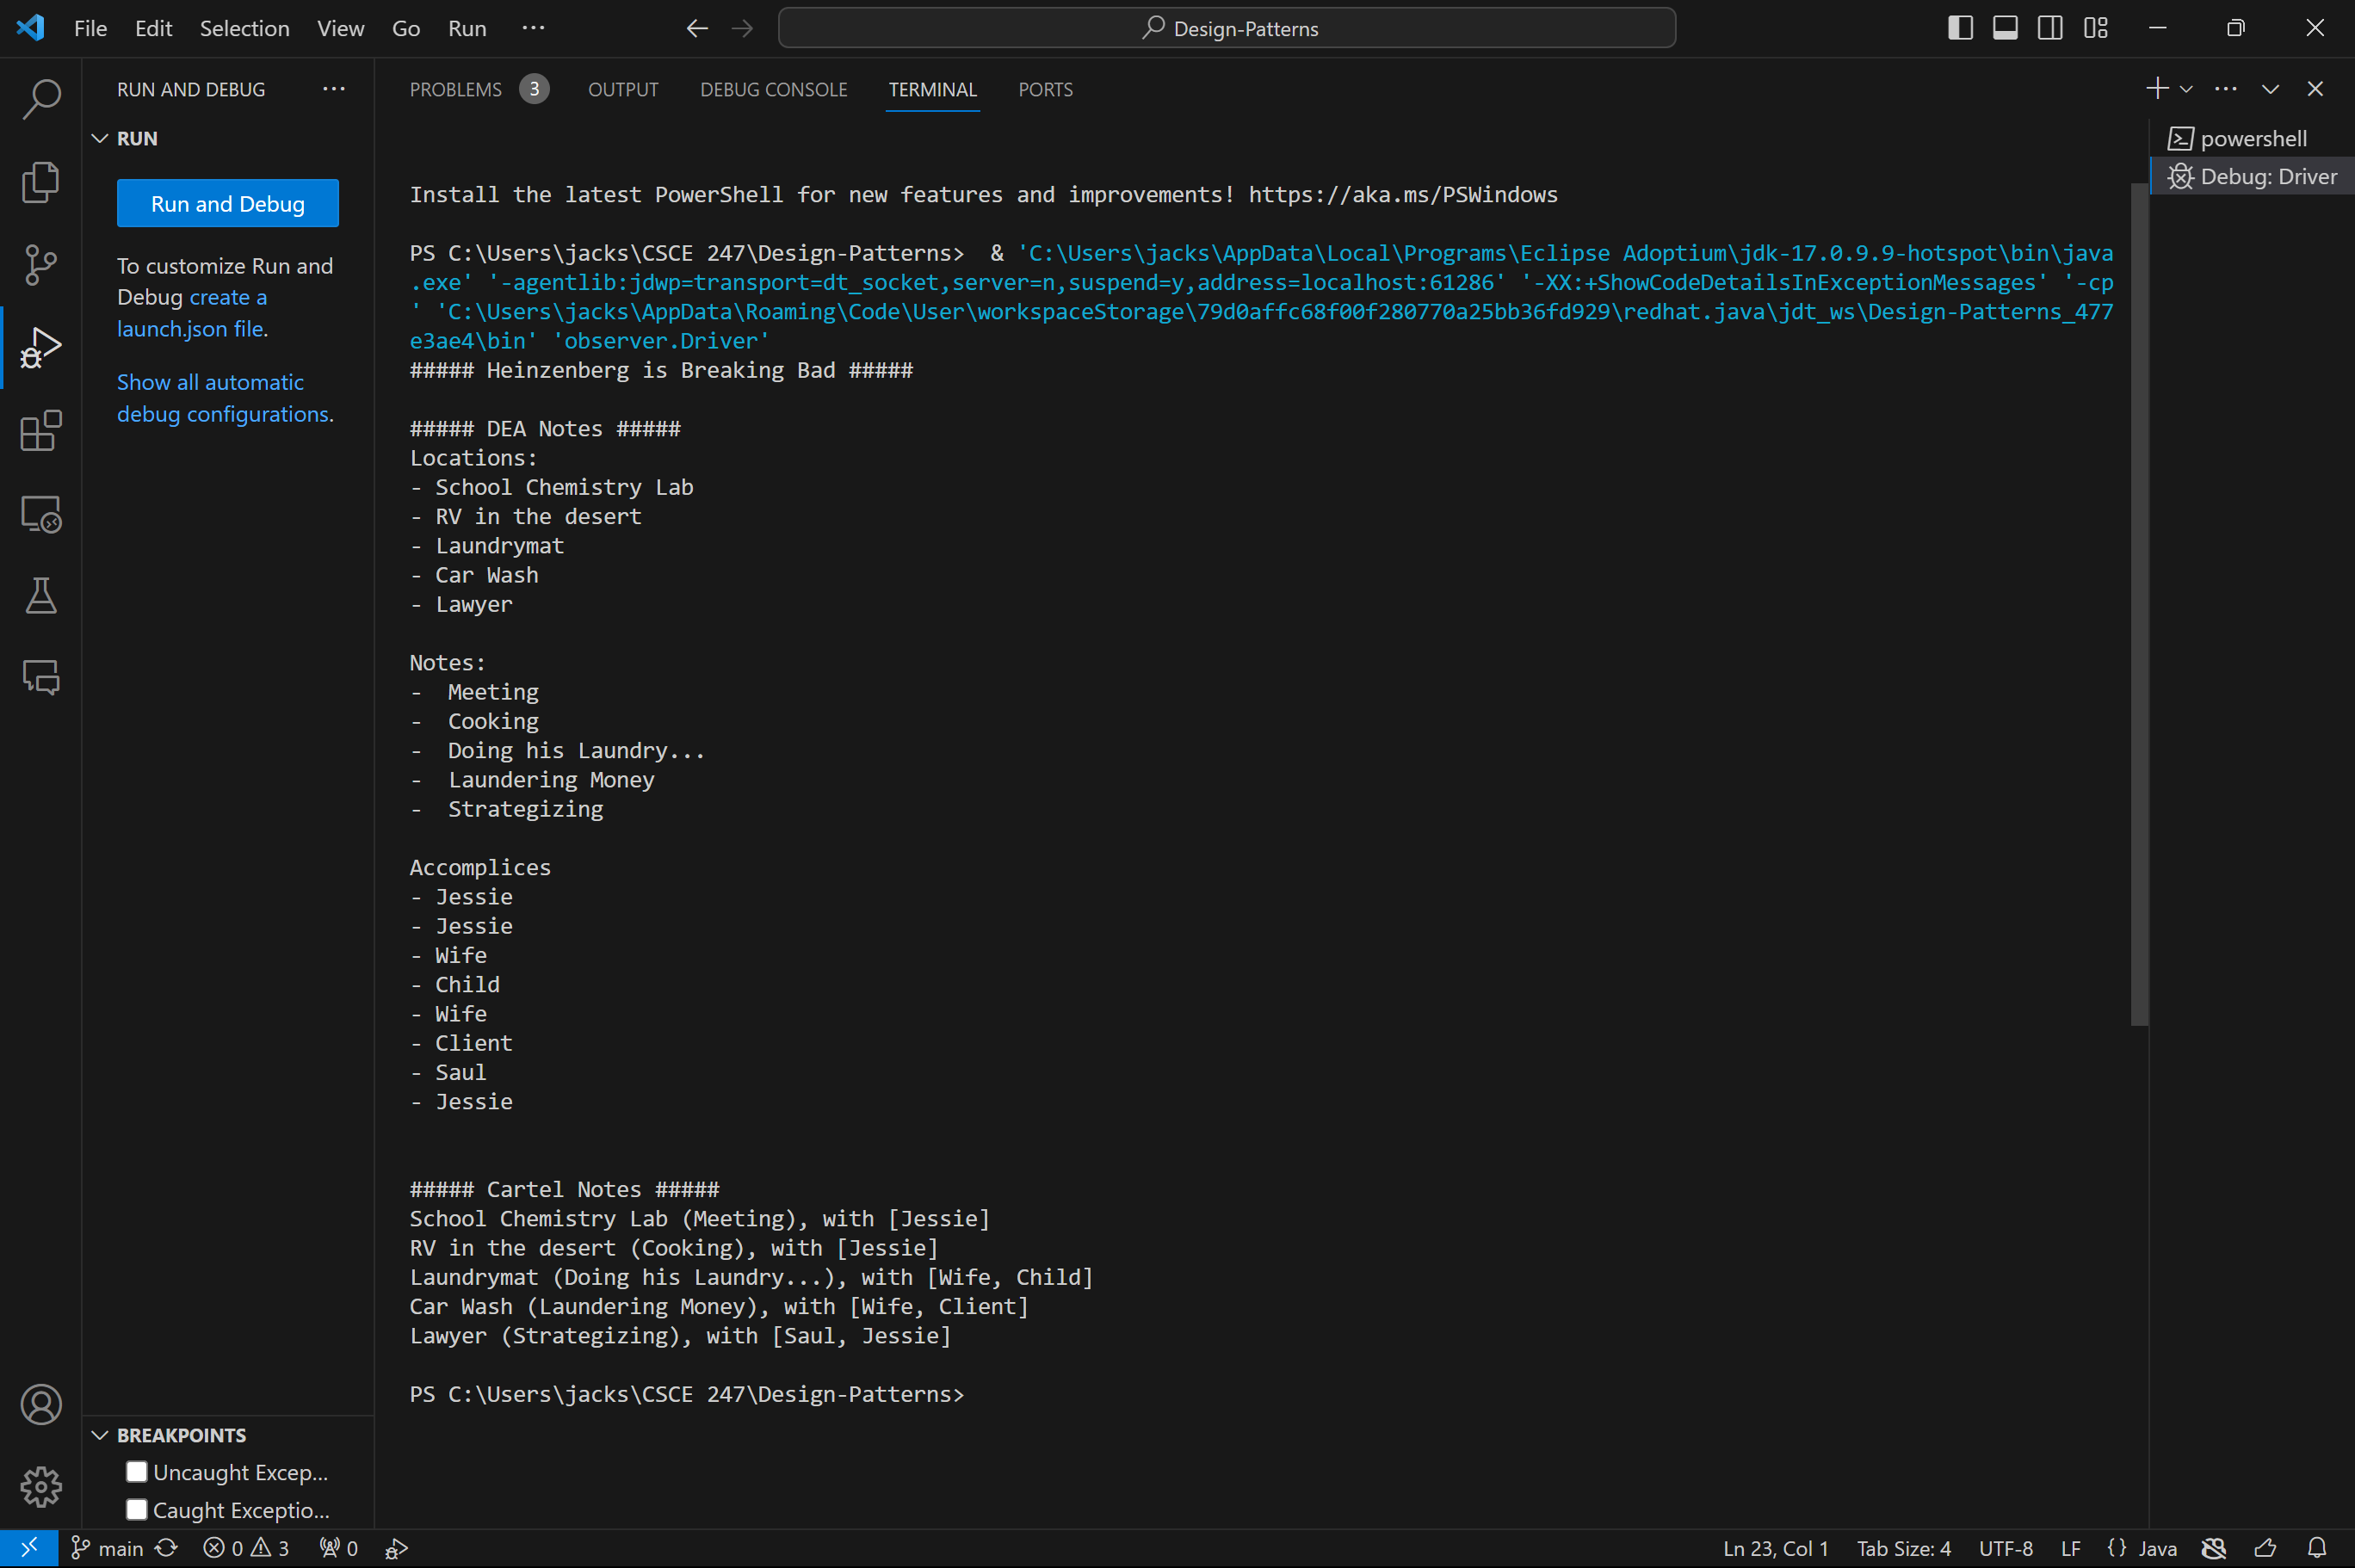 File Edit Selection View Go Run ··· Design-Patterns
RUN AND DEBUG ···
RUN
Run and Debug
To customize Run and
Debug create a
launch.json file.
Show all automatic
debug configurations.
PROBLEMS 3 OUTPUT DEBUG CONSOLE TERMINAL PORTS
powershell
Debug: Driver
Install the latest PowerShell for new features and improvements! https://aka.ms/PSWindows
PS C:\Users\jacks\CSCE 247\Design-Patterns>  & 'C:\Users\jacks\AppData\Local\Programs\Eclipse Adoptium\jdk-17.0.9.9-hotspot\bin\java
.exe' '-agentlib:jdwp=transport=dt_socket,server=n,suspend=y,address=localhost:61286' '-XX:+ShowCodeDetailsInExceptionMessages' '-cp
' 'C:\Users\jacks\AppData\Roaming\Code\User\workspaceStorage\79d0affc68f00f280770a25bb36fd929\redhat.java\jdt_ws\Design-Patterns_477
e3ae4\bin' 'observer.Driver'
##### Heinzenberg is Breaking Bad #####
##### DEA Notes #####
Locations:
- School Chemistry Lab
- RV in the desert
- Laundrymat
- Car Wash
- Lawyer
Notes:
-  Meeting
-  Cooking
-  Doing his Laundry...
-  Laundering Money
-  Strategizing
Accomplices
- Jessie
- Jessie
- Wife
- Child
- Wife
- Client
- Saul
- Jessie
##### Cartel Notes #####
School Chemistry Lab (Meeting), with [Jessie]
RV in the desert (Cooking), with [Jessie]
Laundrymat (Doing his Laundry...), with [Wife, Child]
Car Wash (Laundering Money), with [Wife, Client]
Lawyer (Strategizing), with [Saul, Jessie]
PS C:\Users\jacks\CSCE 247\Design-Patterns>
BREAKPOINTS
Uncaught Excep...
Caught Exceptio...
main 0 3 0 Ln 23, Col 1 Tab Size: 4 UTF-8 LF {} Java